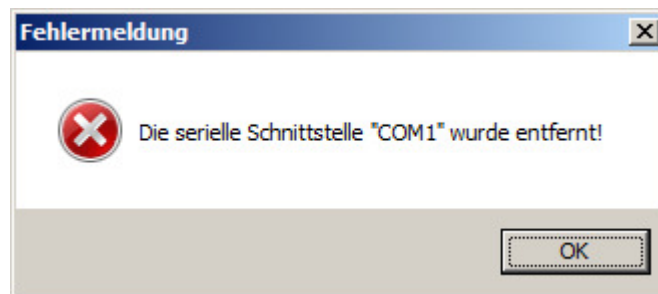 Fehlermeldung
Die serielle Schnittstelle "COM1" wurde entfernt!
OK